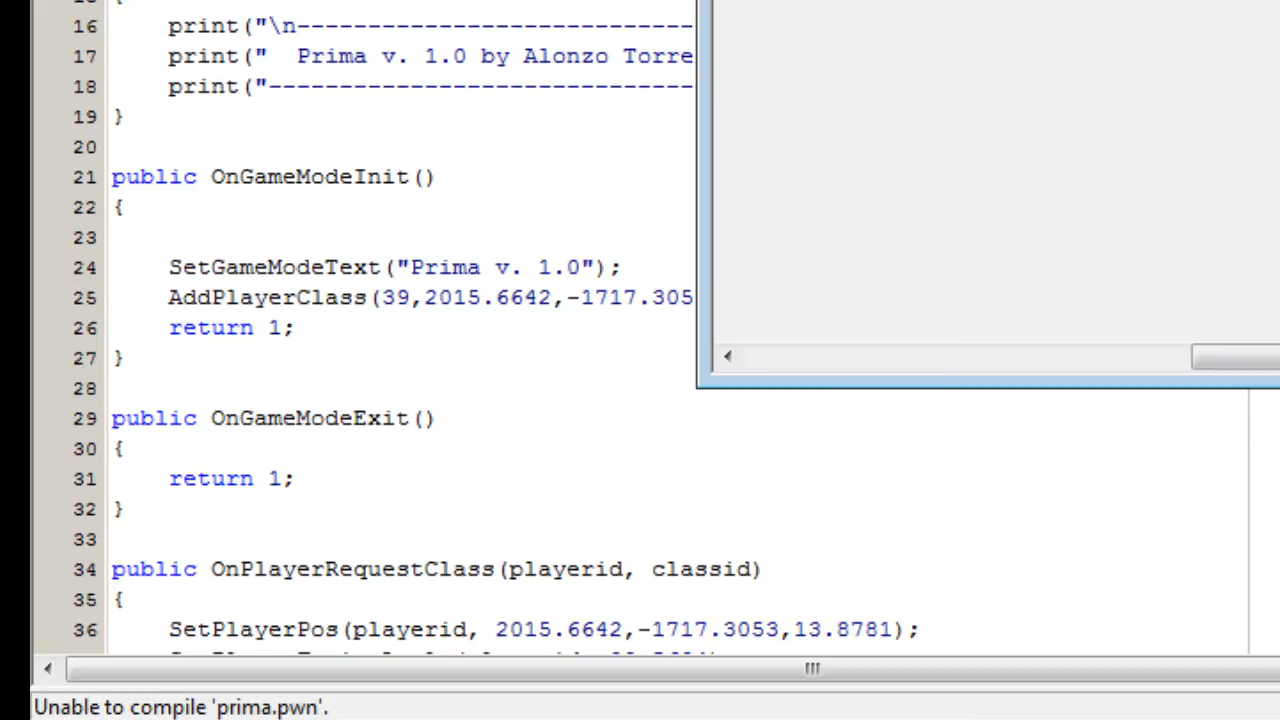 16 print("\n------------------------------
17 print("  Prima v. 1.0 by Alonzo Torre
18 print("------------------------------
19 }
20
21 public OnGameModeInit()
22 {
23
24 SetGameModeText("Prima v. 1.0");
25 AddPlayerClass(39,2015.6642,-1717.305
26 return 1;
27 }
28
29 public OnGameModeExit()
30 {
31 return 1;
32 }
33
34 public OnPlayerRequestClass(playerid, classid)
35 {
36 SetPlayerPos(playerid, 2015.6642,-1717.3053,13.8781);
Unable to compile 'prima.pwn'.